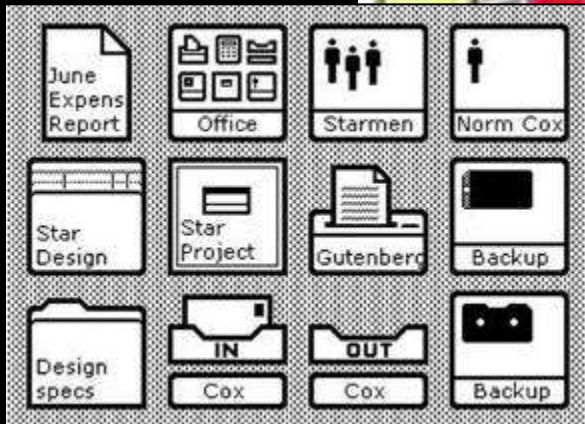 June
Expens
Report
Office
Starmen
Norm Cox
Star
Design
Star
Project
Gutenberg
Backup
Design
specs
IN
Cox
OUT
Cox
Backup